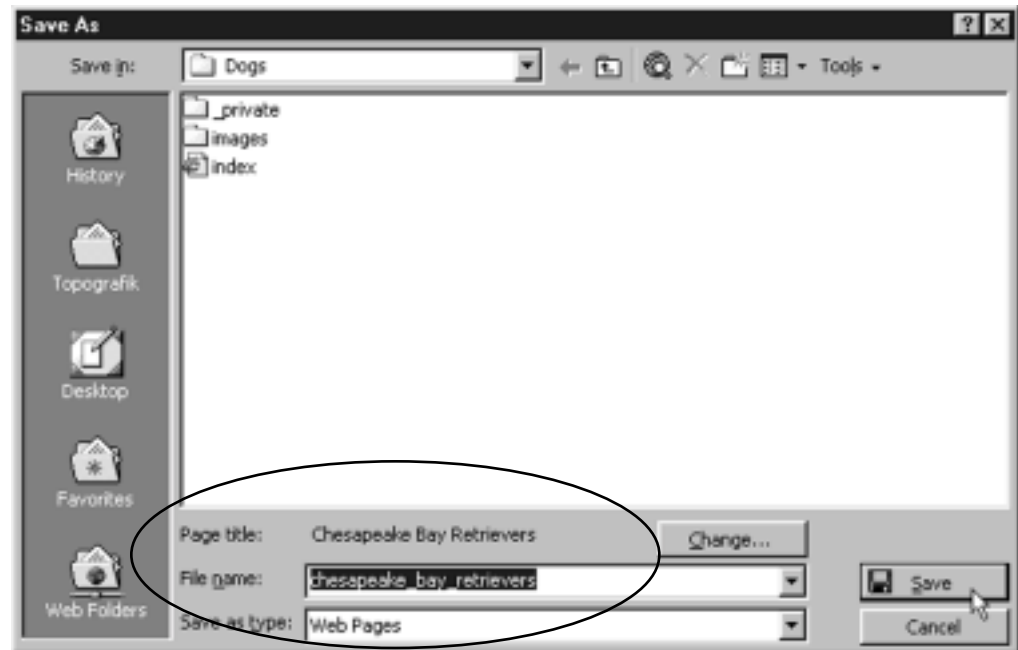 Save As
Save in:
Dogs
Tools
_private
images
index
History
Topografik
Desktop
Favorites
Web Folders
Page title: Chesapeake Bay Retrievers
Change...
File name: chesapeake_bay_retrievers
Save
Save as type: Web Pages
Cancel